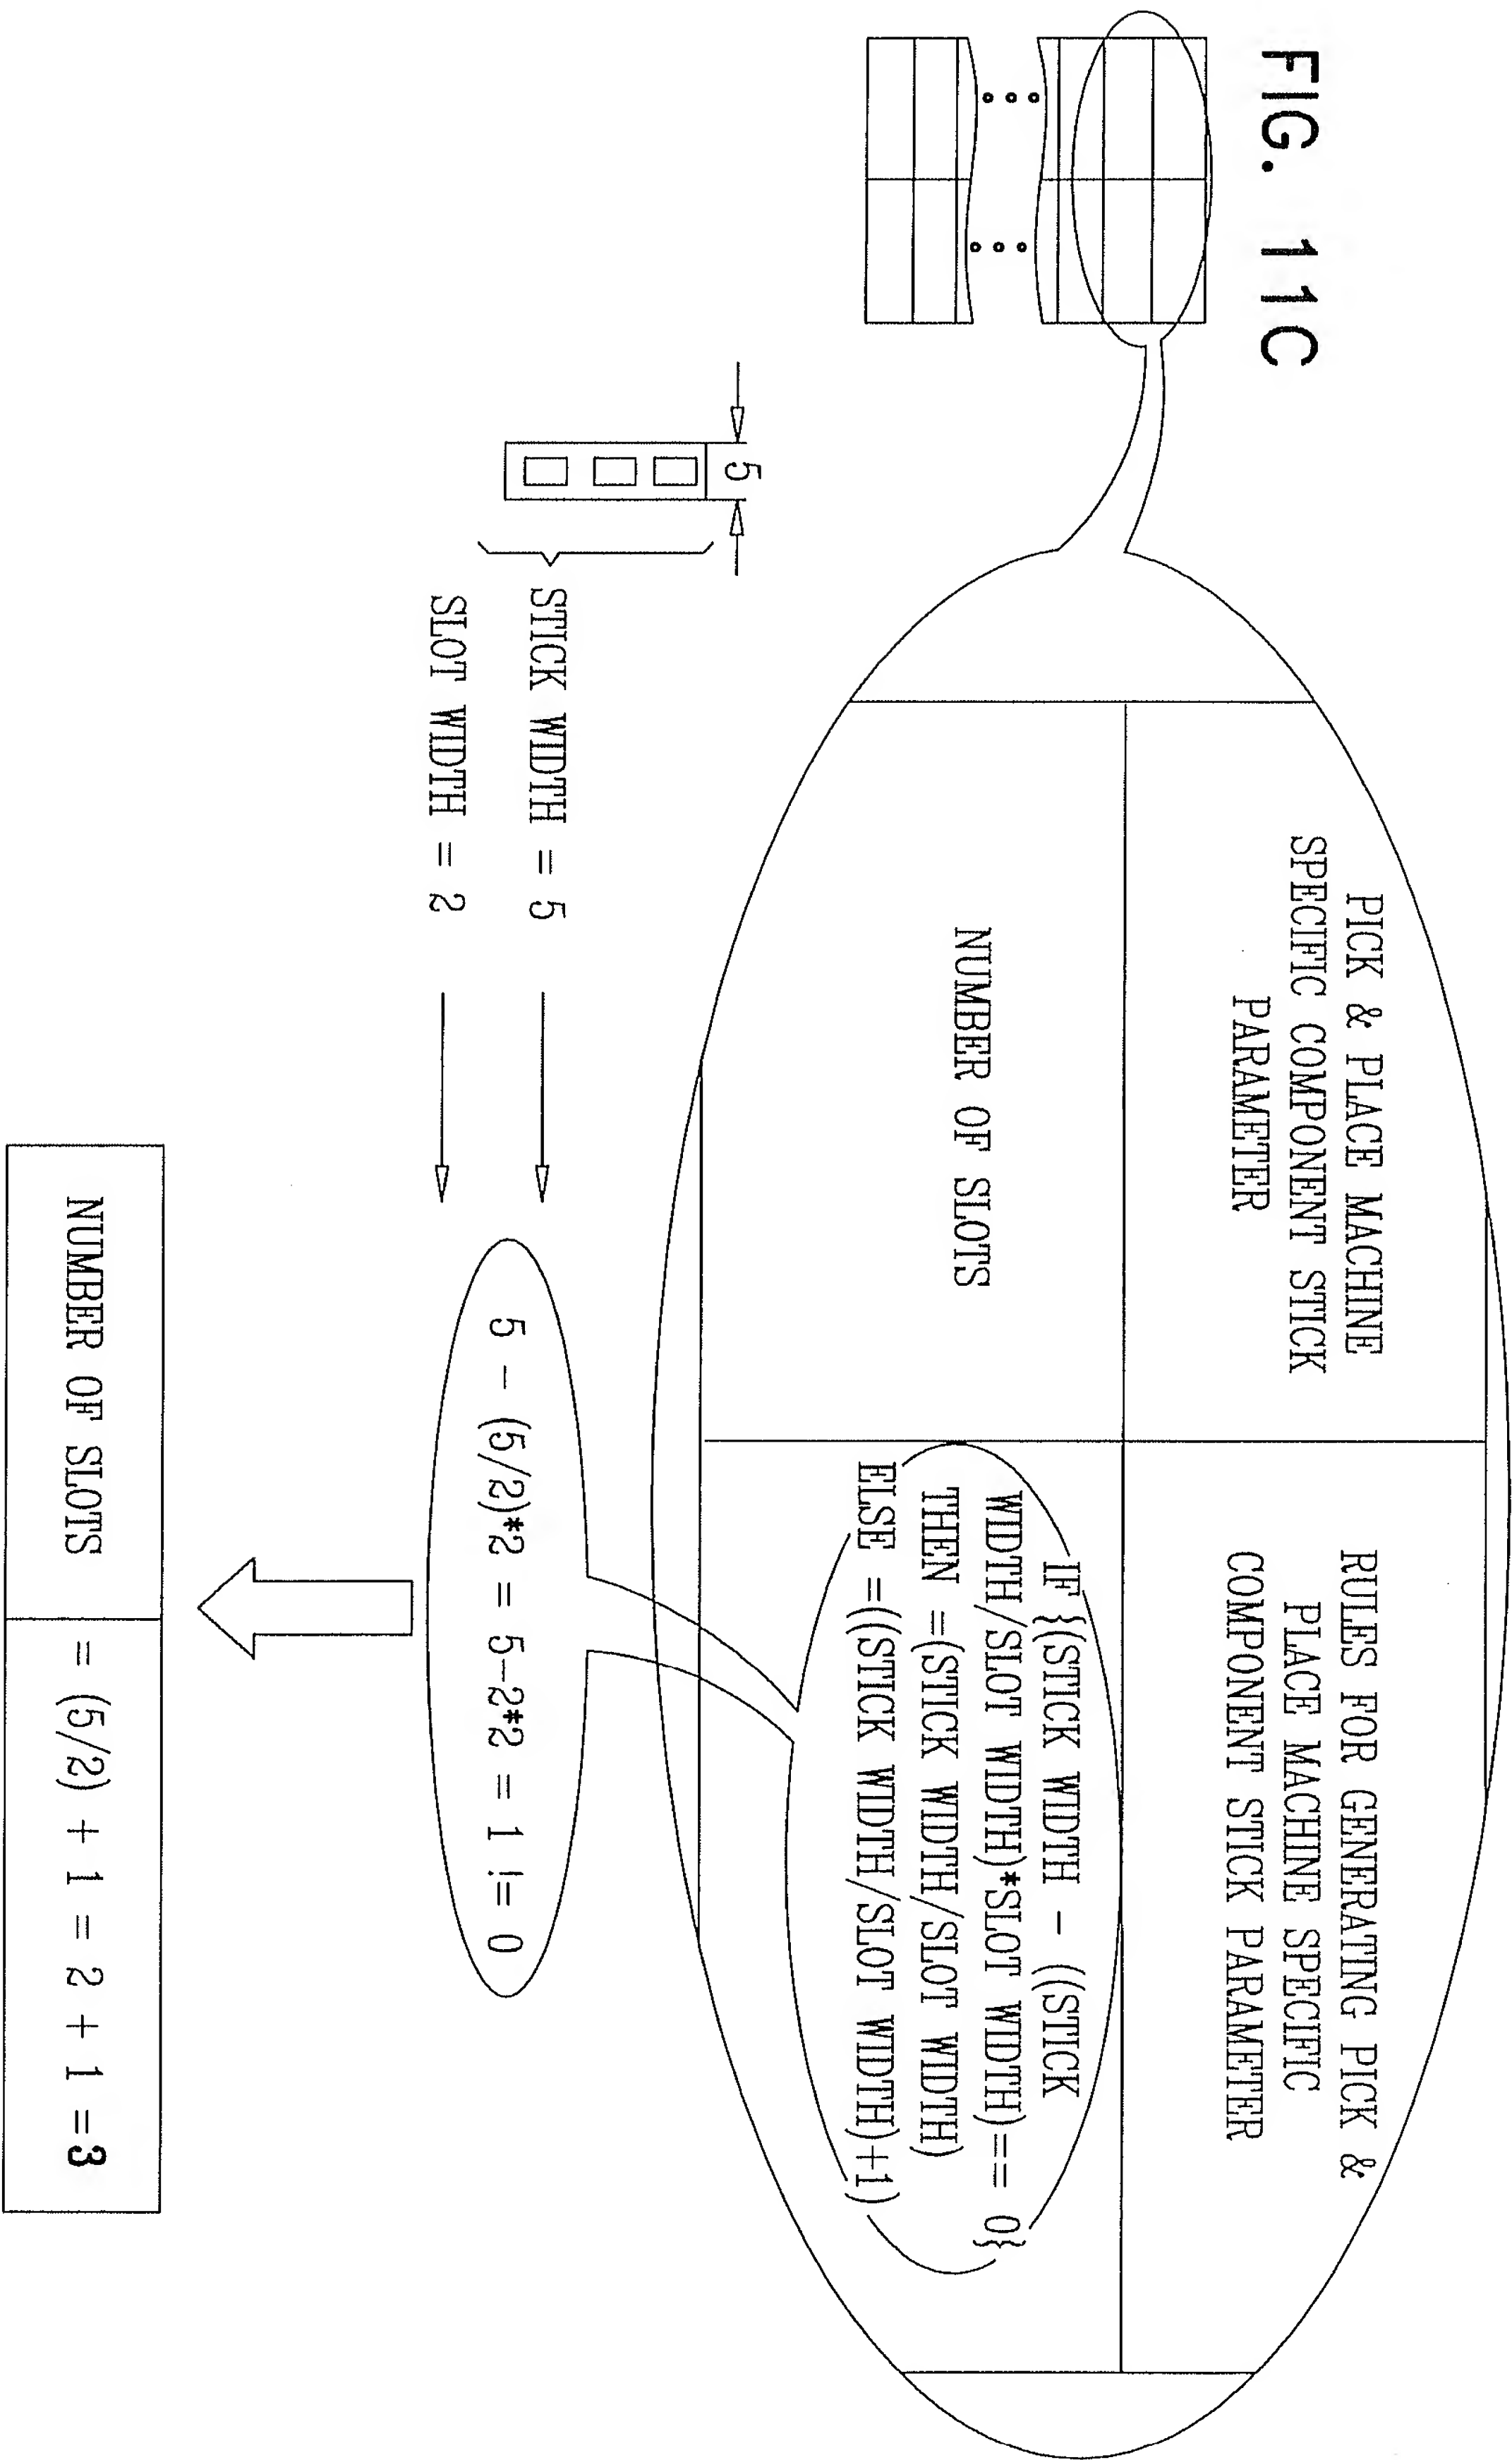 FIG. 11C
PICK & PLACE MACHINE
SPECIFIC COMPONENT STICK
PARAMETER
RULES FOR GENERATING PICK &
PLACE MACHINE SPECIFIC
COMPONENT STICK PARAMETER
NUMBER OF SLOTS
IF {(STICK WIDTH - ((STICK
WIDTH/SLOT WIDTH)*SLOT WIDTH)== 0{
THEN =(STICK WIDTH/SLOT WIDTH)
ELSE =((STICK WIDTH/SLOT WIDTH)+1)
5
STICK WIDTH = 5
SLOT WIDTH = 2
5 - (5/2)*2 = 5-2*2 = 1 != 0
NUMBER OF SLOTS
= (5/2) + 1 = 2 + 1 =3